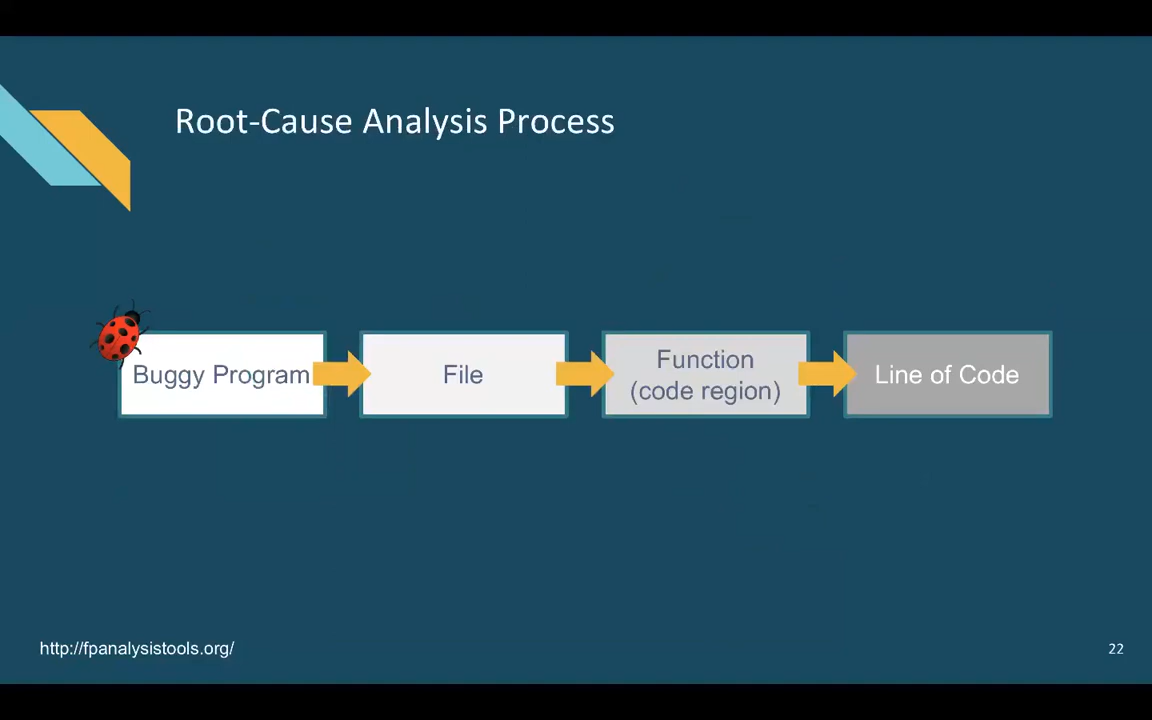 Root-Cause Analysis Process
Buggy Program
File
Function
(code region)
Line of Code
http://fpanalysistools.org/
22